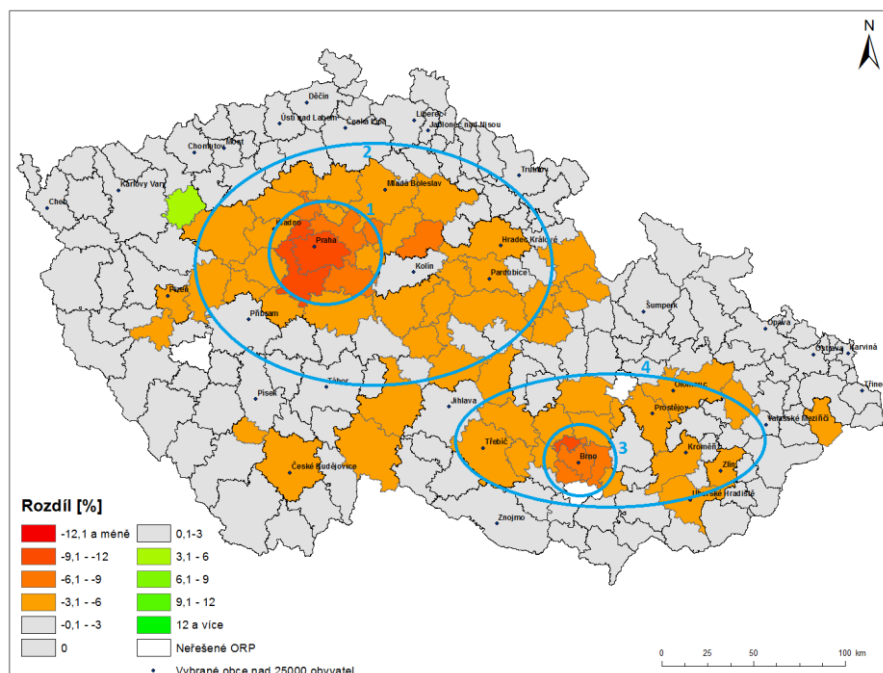 N
Děčín
Ústí nad Labem
Česká Lípa
Liberec
Jablonec nad Nisou
Chomutov
Most
Trutnov
Karlovy Vary
Cheb
2
Mladá Boleslav
1
Kladno
Praha
Hradec Králové
Kolín
Pardubice
Plzeň
Příbram
Šumperk
Opava
Ostrava
Karviná
Třinec
4
Tábor
Písek
Jihlava
Olomouc
Prostějov
Valašské Meziříčí
Třebíč
3
Brno
Kroměříž
Zlín
České Budějovice
Uherské Hradiště
Znojmo
Rozdíl [%]
-12,1 a méně
-9,1 - -12
-6,1 - -9
-3,1 - -6
-0,1 - -3
0
0,1-3
3,1 - 6
6,1 - 9
9,1 - 12
12 a více
Neřešené ORP
Vybrané obce nad 25000 obyvatel
0 25 50 100 km